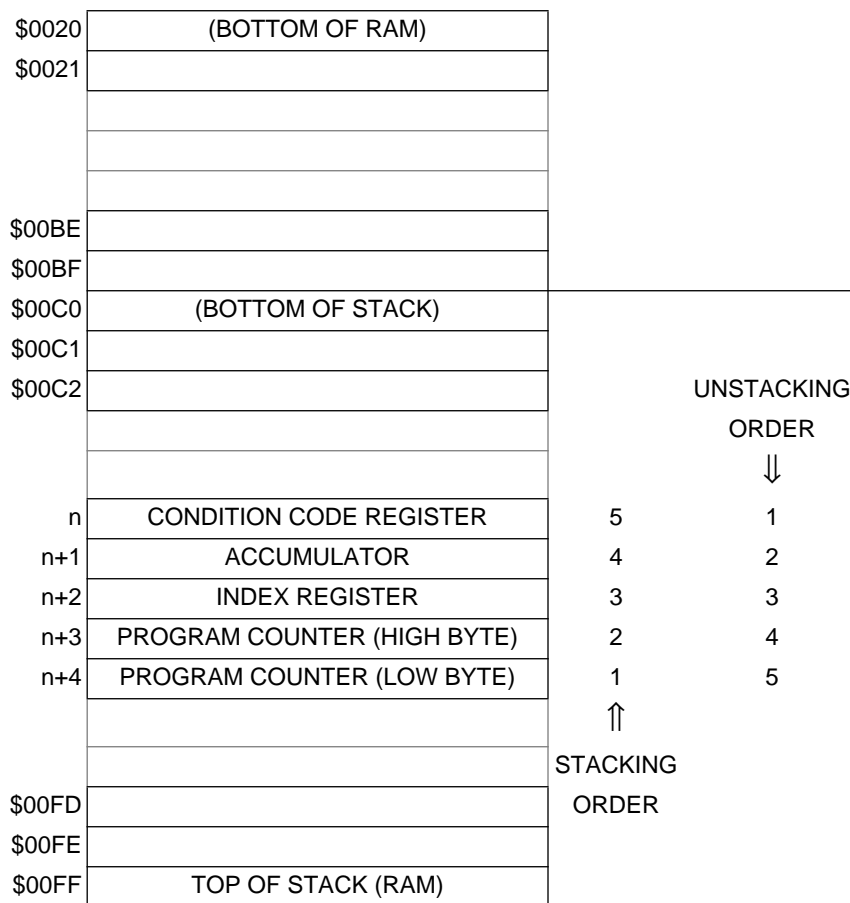 $0020 (BOTTOM OF RAM)
$0021
$00BE
$00BF
$00C0 (BOTTOM OF STACK)
$00C1
$00C2 UNSTACKING
ORDER
⇓
n CONDITION CODE REGISTER 5 1
n+1 ACCUMULATOR 4 2
n+2 INDEX REGISTER 3 3
n+3 PROGRAM COUNTER (HIGH BYTE) 2 4
n+4 PROGRAM COUNTER (LOW BYTE) 1 5
⇑
STACKING
$00FD ORDER
$00FE
$00FF TOP OF STACK (RAM)